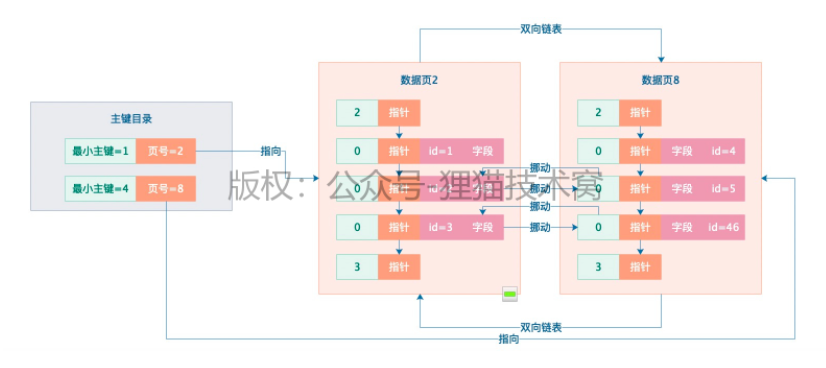 双向链表
数据页2
数据页8
主键目录
2 指针
2 指针
最小主键=1 页号=2
指向
0 指针 id=1 字段
0 指针 字段 id=4
挪动
最小主键=4 页号=8
0 指针
挪动
0 指针 字段 id=5
版权：公众号 狸猫技术窝
挪动
0 指针 id=3 字段
挪动
0 指针 字段 id=46
3 指针
3 指针
双向链表
指向